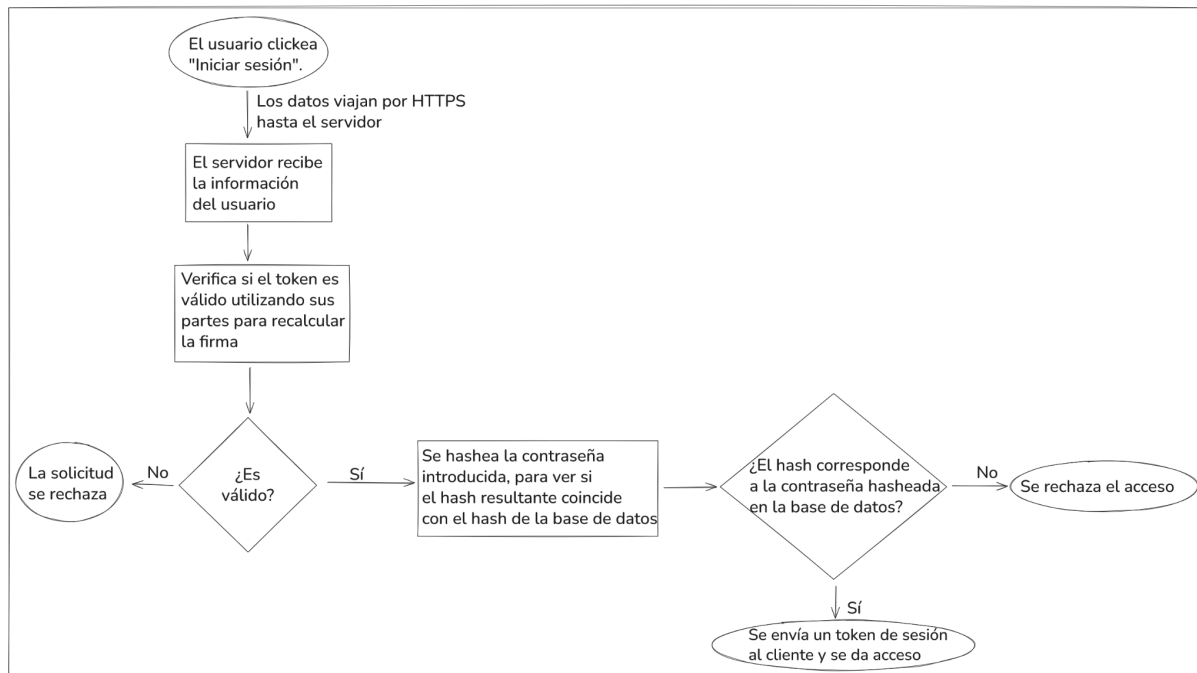 El usuario clickea
"Iniciar sesión".
Los datos viajan por HTTPS
hasta el servidor
El servidor recibe
la información
del usuario
Verifica si el token es
válido utilizando sus
partes para recalcular
la firma
¿Es
válido?
No
La solicitud
se rechaza
Sí
Se hashea la contraseña
introducida, para ver si
el hash resultante coincide
con el hash de la base de datos
¿El hash corresponde
a la contraseña hasheada
en la base de datos?
No
Se rechaza el acceso
Sí
Se envía un token de sesión
al cliente y se da acceso